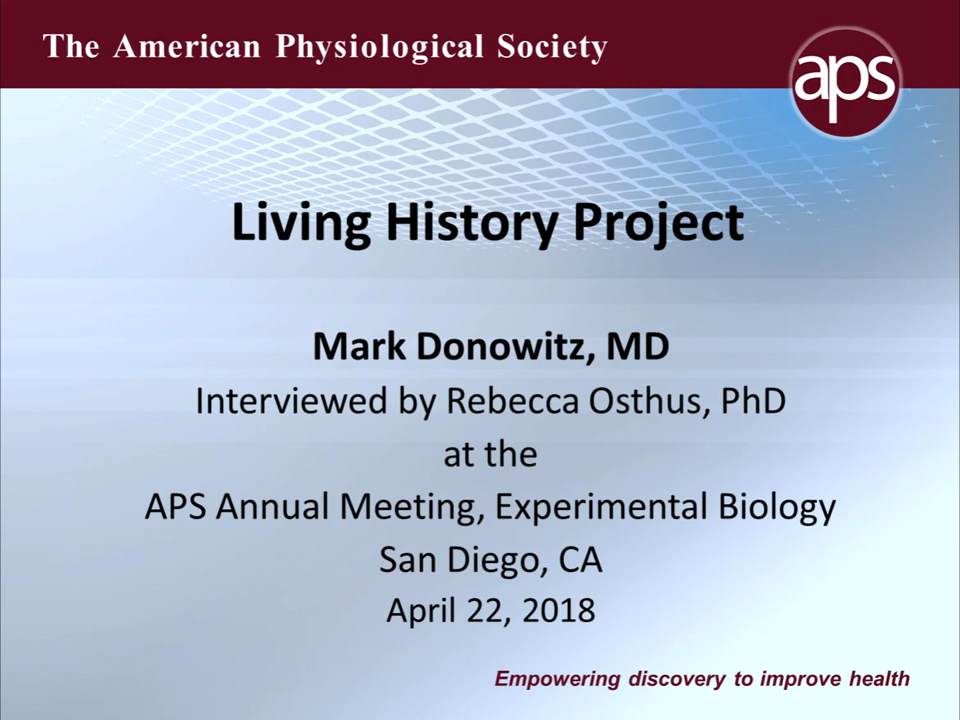 The American Physiological Society
aps
Living History Project
Mark Donowitz, MD
Interviewed by Rebecca Osthus, PhD
at the
APS Annual Meeting, Experimental Biology
San Diego, CA
April 22, 2018
Empowering discovery to improve health